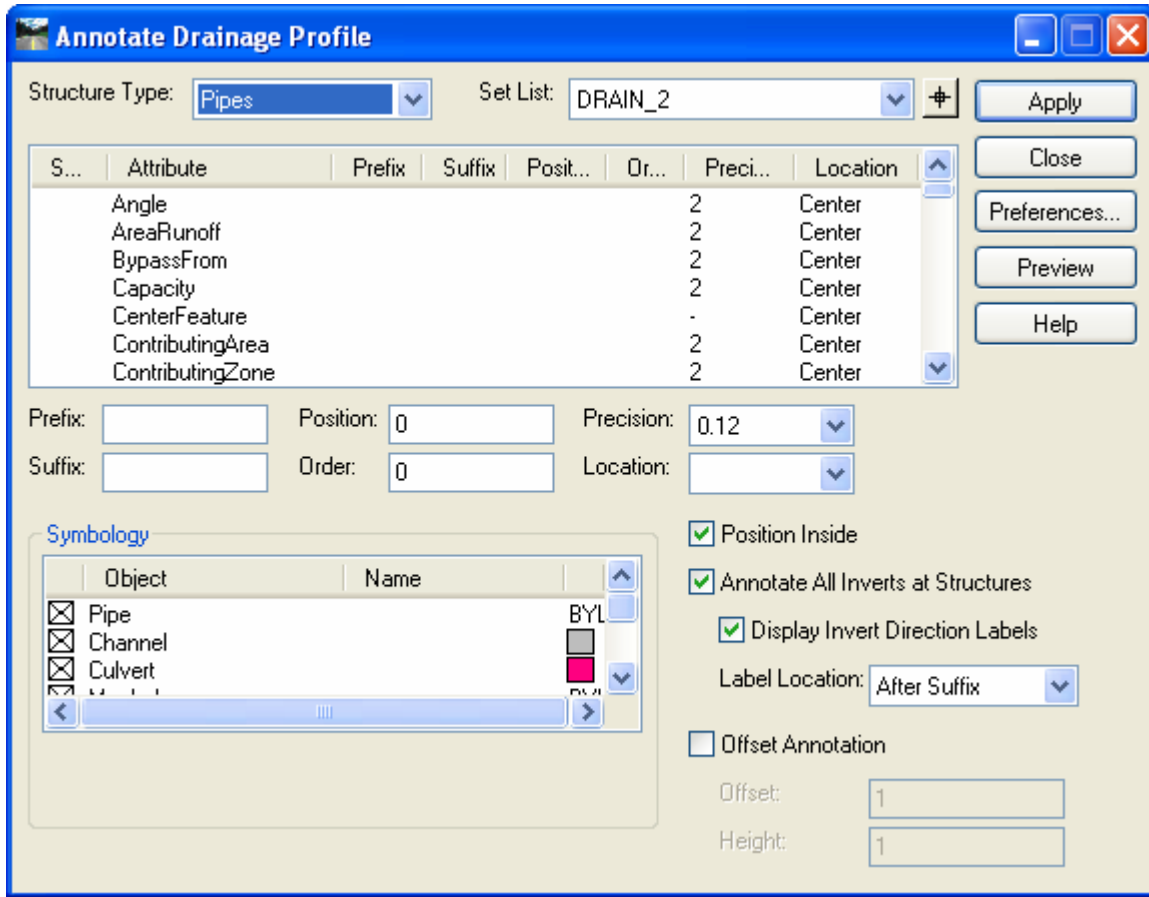 Annotate Drainage Profile
Structure Type: Pipes Set List: DRAIN_2 Apply
Close
Preferences...
Preview
Help
S... Attribute Prefix Suffix Posit... Or... Preci... Location
Angle 2 Center
AreaRunoff 2 Center
BypassFrom 2 Center
Capacity 2 Center
CenterFeature - Center
ContributingArea 2 Center
ContributingZone 2 Center
Prefix: Position: 0 Precision: 0.12
Suffix: Order: 0 Location:
Symbology
Object Name
Pipe BYL
Channel
Culvert
Position Inside
Annotate All Inverts at Structures
Display Invert Direction Labels
Label Location: After Suffix
Offset Annotation
Offset: 1
Height: 1